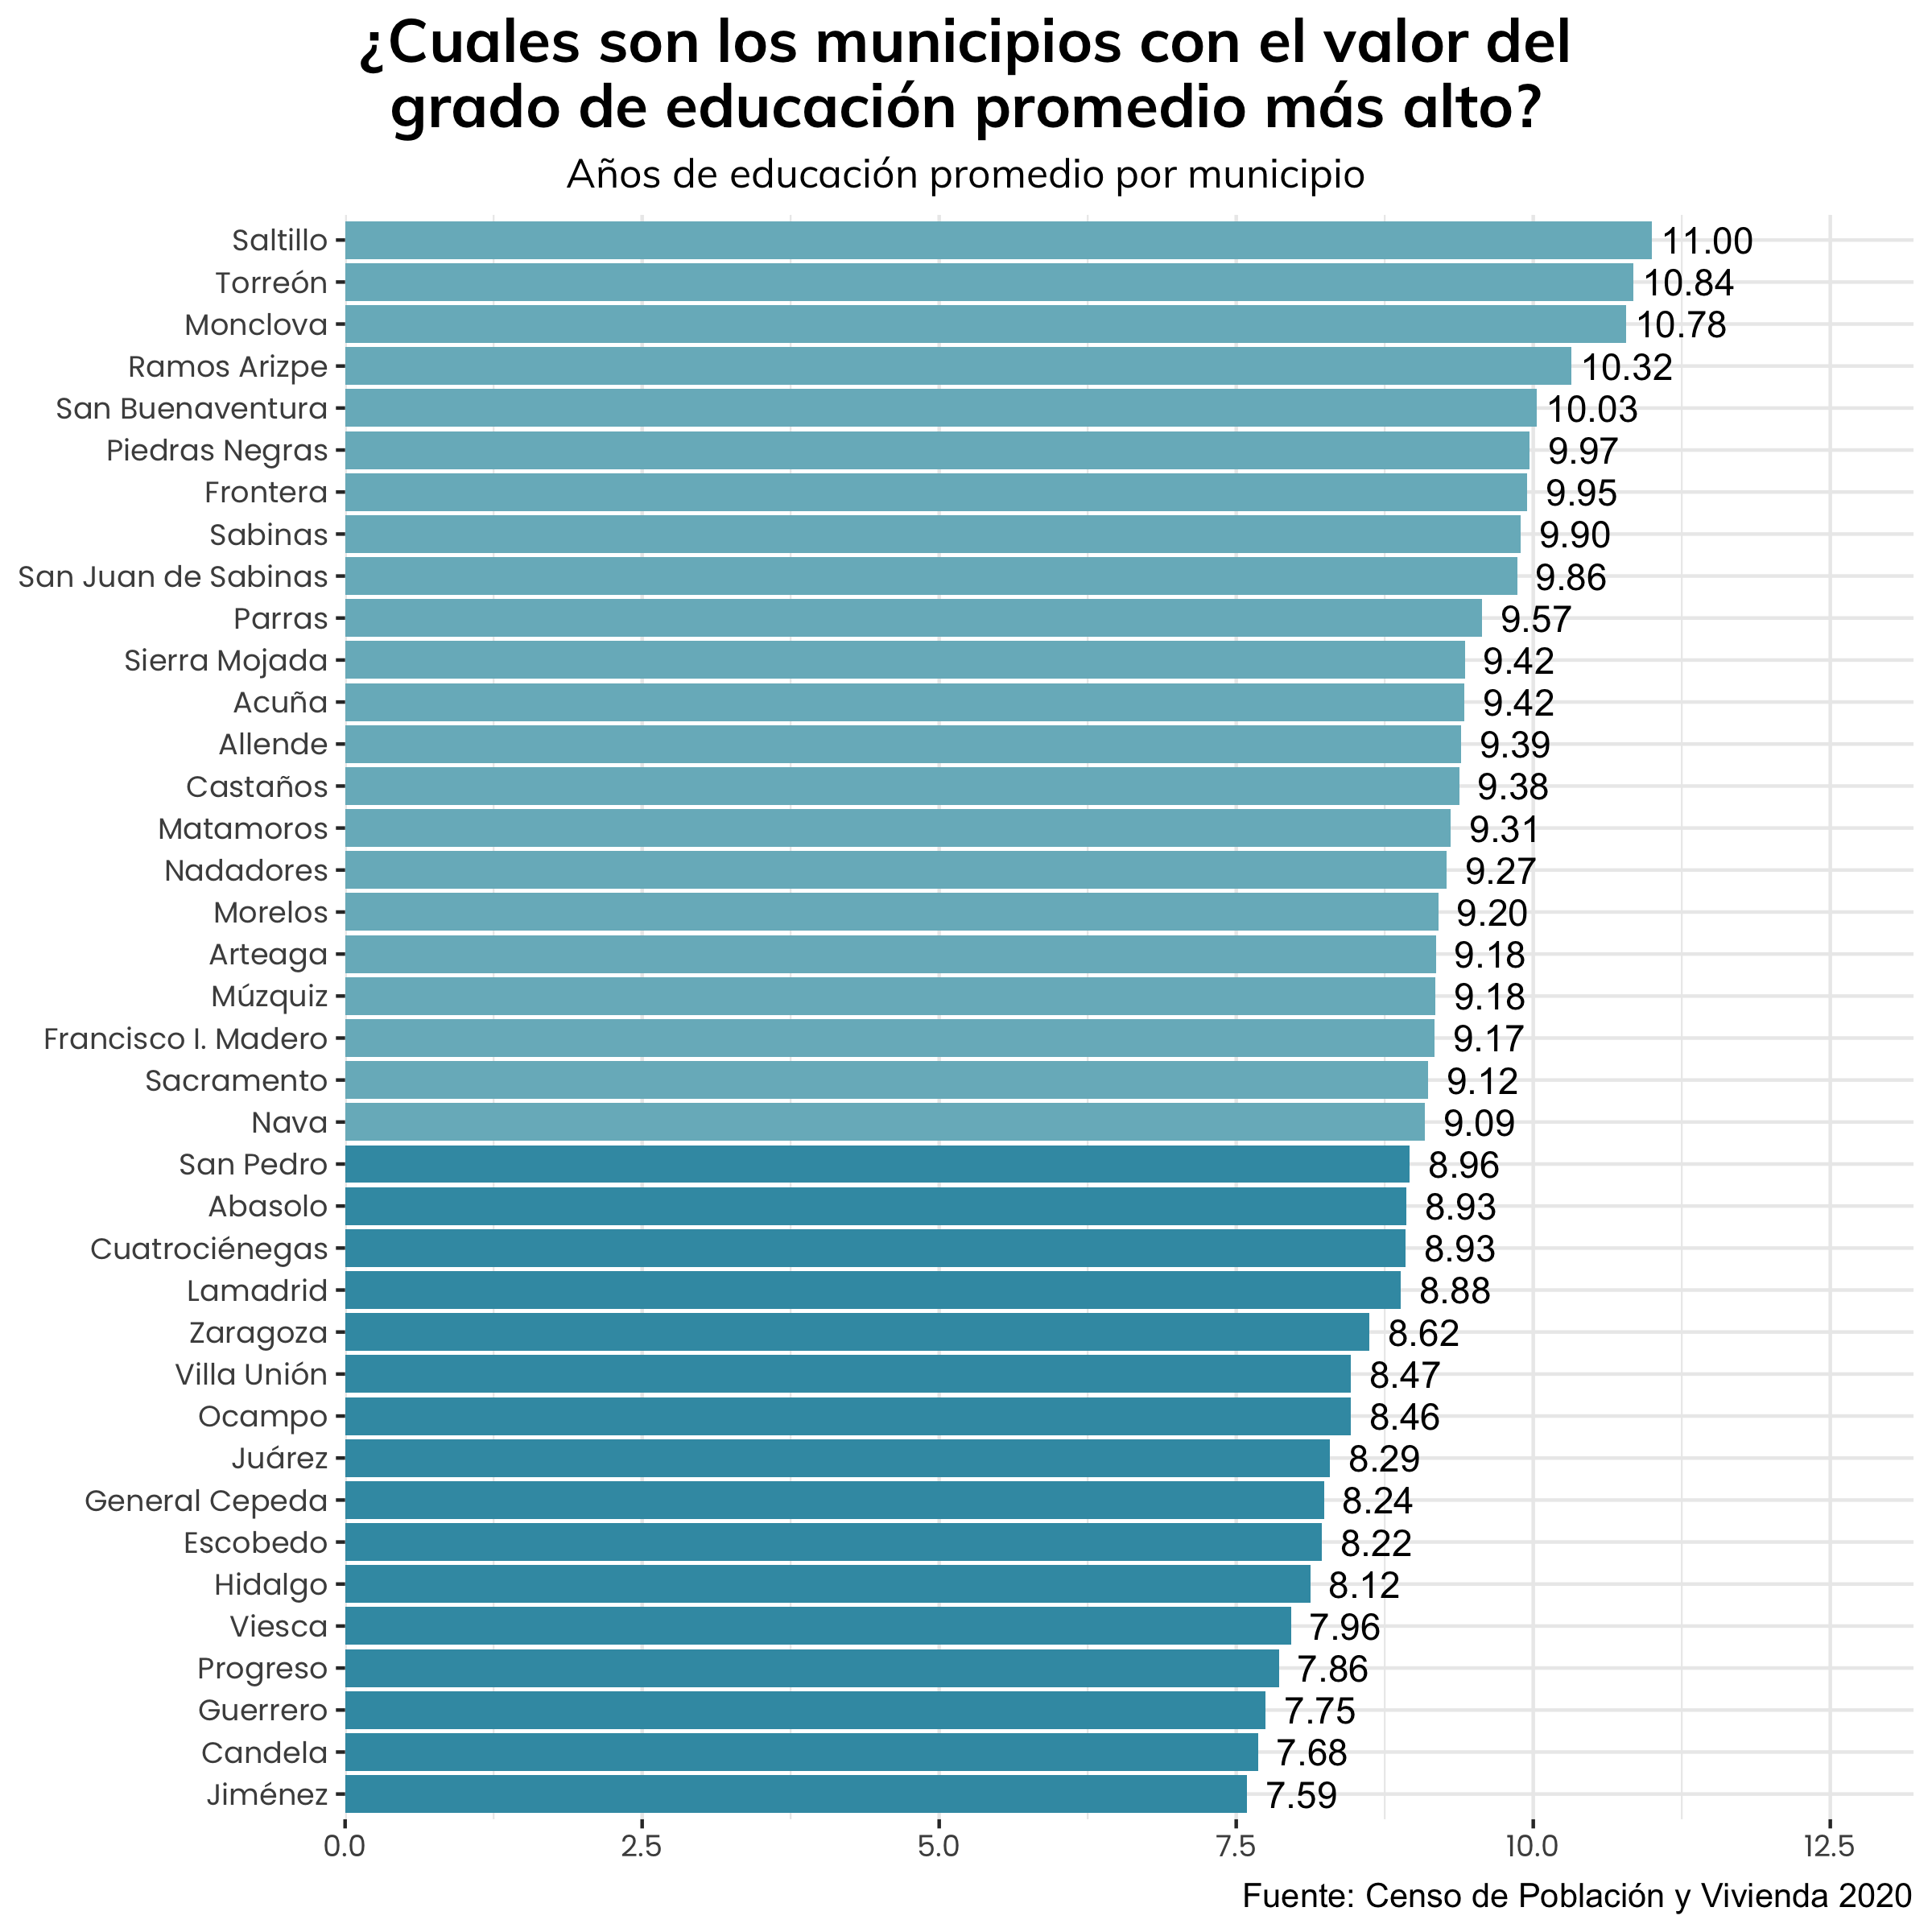 ¿Cuales son los municipios con el valor del
grado de educación promedio más alto?
Años de educación promedio por municipio
Saltillo 11.00
Torreón 10.84
Monclova 10.78
Ramos Arizpe 10.32
San Buenaventura 10.03
Piedras Negras 9.97
Frontera 9.95
Sabinas 9.90
San Juan de Sabinas 9.86
Parras 9.57
Sierra Mojada 9.42
Acuña 9.42
Allende 9.39
Castaños 9.38
Matamoros 9.31
Nadadores 9.27
Morelos 9.20
Arteaga 9.18
Múzquiz 9.18
Francisco I. Madero 9.17
Sacramento 9.12
Nava 9.09
San Pedro 8.96
Abasolo 8.93
Cuatrociénegas 8.93
Lamadrid 8.88
Zaragoza 8.62
Villa Unión 8.47
Ocampo 8.46
Juárez 8.29
General Cepeda 8.24
Escobedo 8.22
Hidalgo 8.12
Viesca 7.96
Progreso 7.86
Guerrero 7.75
Candela 7.68
Jiménez 7.59
0.0 2.5 5.0 7.5 10.0 12.5
Fuente: Censo de Población y Vivienda 2020